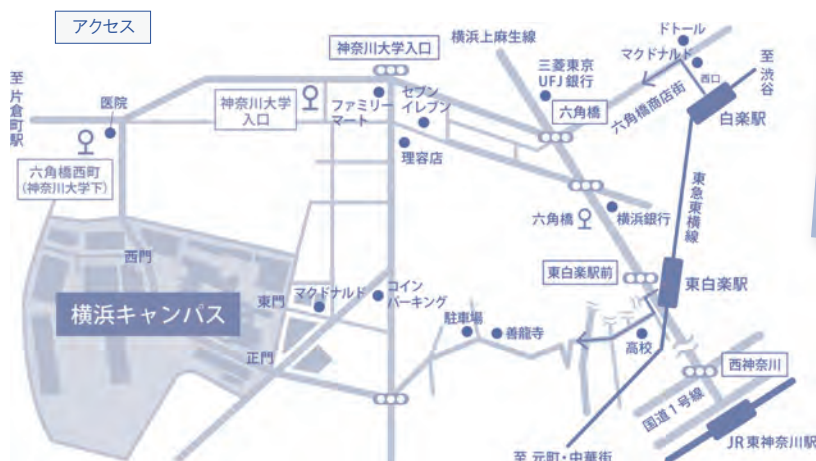 アクセス
神奈川大学入口
横浜上麻生線
ドトール
マクドナルド
西口
至 渋谷
三菱東京
UFJ 銀行
六角橋
六角橋商店街
白楽駅
至 片倉町駅
医院
神奈川大学
入口
ファミリー
マート
セブン
イレブン
理容店
六角橋西町
(神奈川大学下)
六角橋
横浜銀行
東急東横線
西門
東白楽駅前
東白楽駅
横浜キャンパス
東門
マクドナルド
コイン
パーキング
駐車場
善龍寺
高校
正門
西神奈川
国道1号線
JR 東神奈川駅
至 元町・中華街